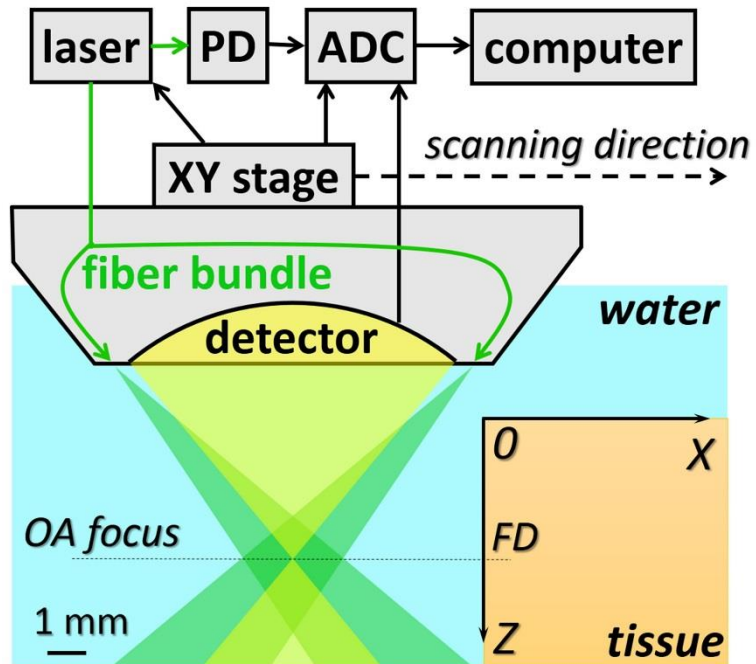 laser
PD
ADC
computer
scanning direction
XY stage
fiber bundle
water
detector
0
X
OA focus
FD
1 mm
Z
tissue